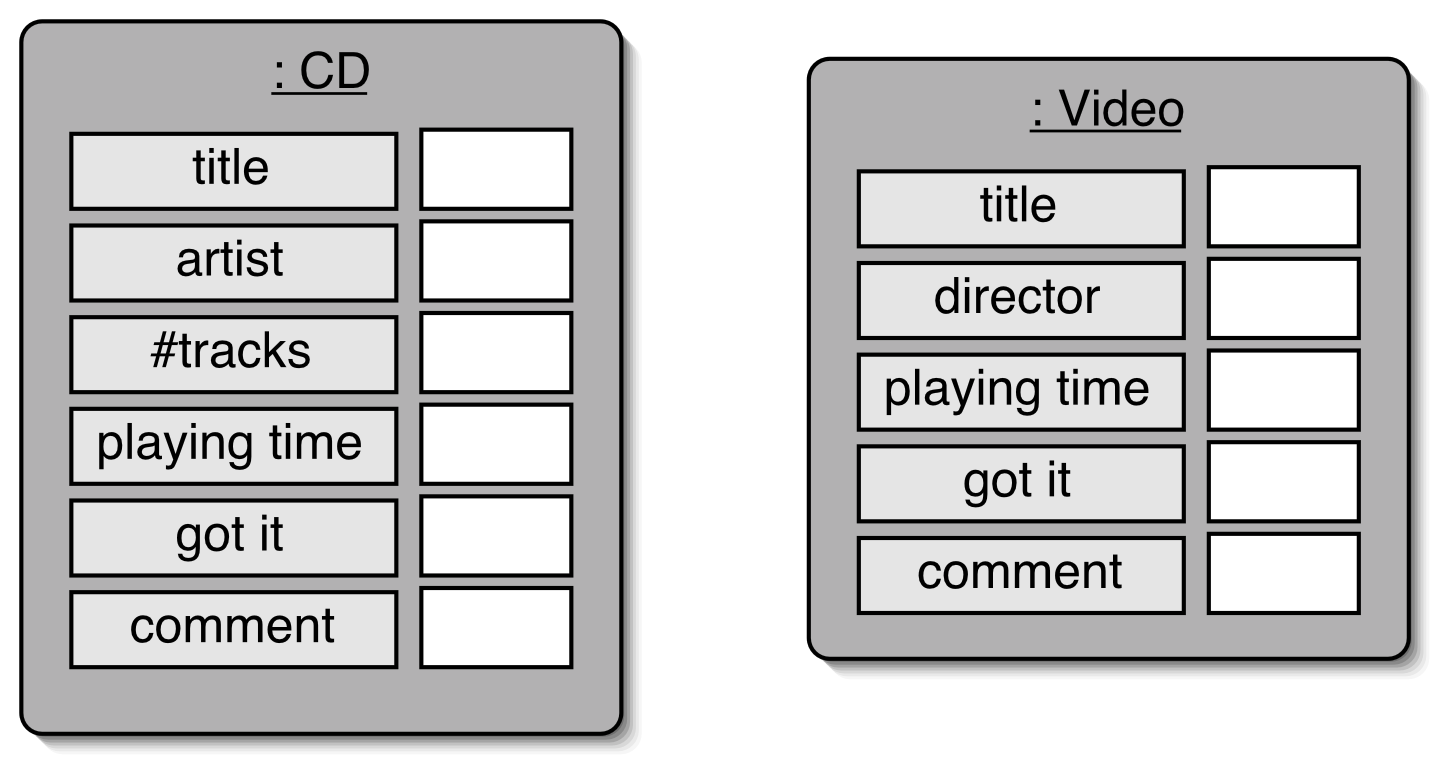 : CD
title
artist
#tracks
playing time
got it
comment
: Video
title
director
playing time
got it
comment